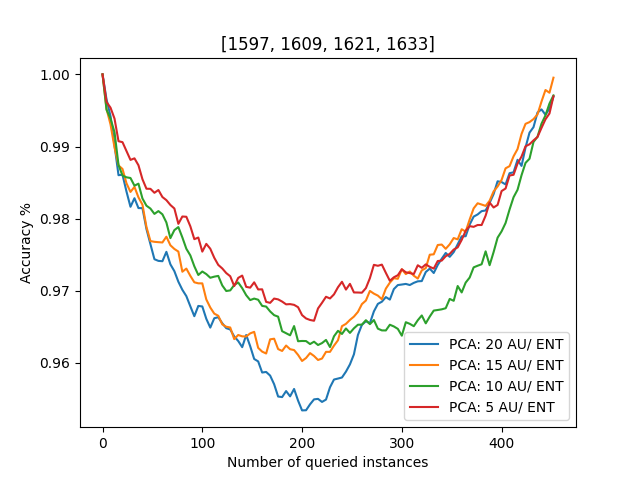 [1597, 1609, 1621, 1633]
1.00
0.99
0.98
0.97
0.96
Accuracy %
0
100
200
300
400
Number of queried instances
PCA: 20 AU/ ENT
PCA: 15 AU/ ENT
PCA: 10 AU/ ENT
PCA: 5 AU/ ENT